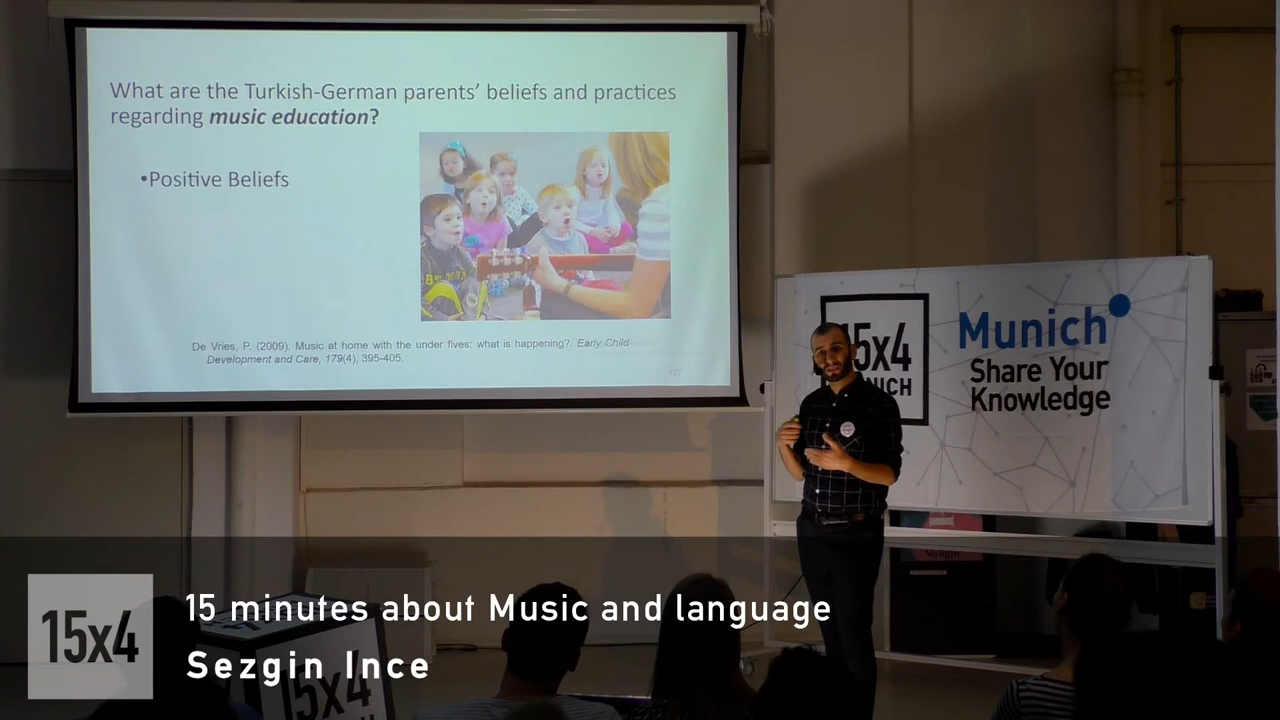 What are the Turkish-German parents’ beliefs and practices
regarding music education?
•Positive Beliefs
De Vries, P. (2009). Music at home with the under fives: what is happening?. Early Child
Development and Care, 179(4), 395-405.
15x4
MUNICH
Munich
Share Your
Knowledge
15 minutes about Music and language
15x4
Sezgin Ince
15x4